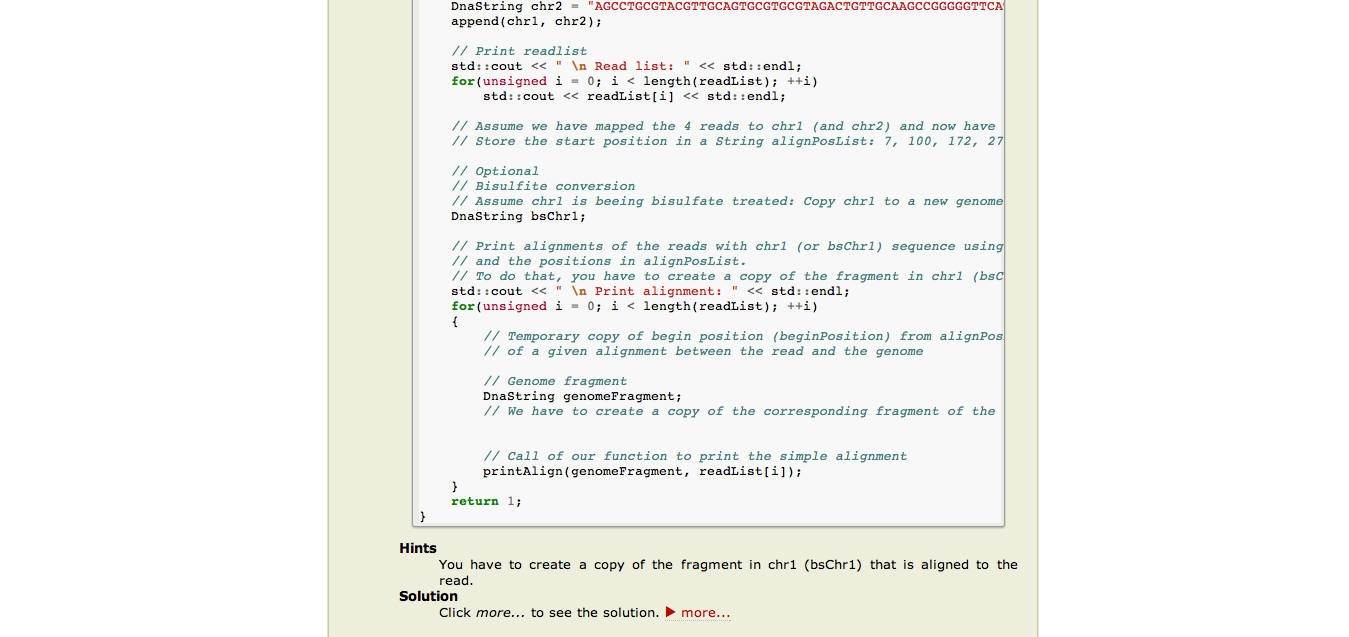 DnaString chr2 = "AGCCTGCGTACGTTGCAGTGCGTGCGTAGACTGTTGCAAGCCGGGGGTTCA
append(chr1, chr2);
// Print readlist
std::cout << " \n Read list: " << std::endl;
for(unsigned i = 0; i < length(readList); ++i)
std::cout << readList[i] << std::endl;
// Assume we have mapped the 4 reads to chr1 (and chr2) and now have
// Store the start position in a String alignPosList: 7, 100, 172, 27
// Optional
// Bisulfite conversion
// Assume chr1 is beeing bisulfate treated: Copy chr1 to a new genome
DnaString bsChr1;
// Print alignments of the reads with chr1 (or bsChr1) sequence using
// and the positions in alignPosList.
// To do that, you have to create a copy of the fragment in chr1 (bsC
std::cout << " \n Print alignment: " << std::endl;
for(unsigned i = 0; i < length(readList); ++i)
{
// Temporary copy of begin position (beginPosition) from alignPos
// of a given alignment between the read and the genome
// Genome fragment
DnaString genomeFragment;
// We have to create a copy of the corresponding fragment of the
// Call of our function to print the simple alignment
printAlign(genomeFragment, readList[i]);
}
return 1;
}
Hints
You have to create a copy of the fragment in chr1 (bsChr1) that is aligned to the
read.
Solution
Click more... to see the solution. ▶ more...